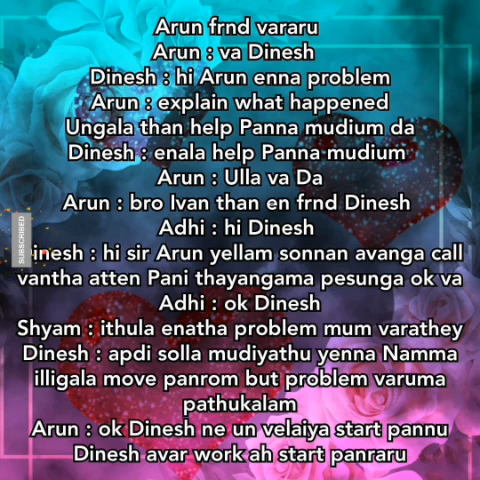 Arun frnd vararu
Arun : va Dinesh
Dinesh : hi Arun enna problem
Arun : explain what happened
Ungala than help Panna mudium da
Dinesh : enala help Panna mudium
Arun : Ulla va Da
Arun : bro Ivan than en frnd Dinesh
Adhi : hi Dinesh
Dinesh : hi sir Arun yellam sonnan avanga call
vantha atten Pani thayangama pesunga ok va
Adhi : ok Dinesh
Shyam : ithula enatha problem mum varathey
Dinesh : apdi solla mudiyathu yenna Namma
illigala move panrom but problem varuma
pathukalam
Arun : ok Dinesh ne un velaiya start pannu
Dinesh avar work ah start panraru
SUBSCRIBED